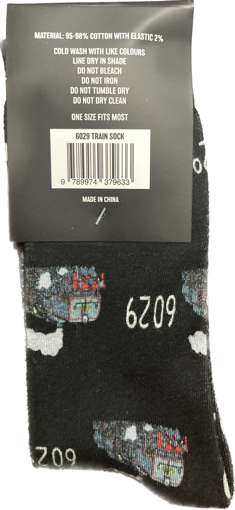 MATERIAL: 95-98% COTTON WITH ELASTIC 2%
COLD WASH WITH LIKE COLOURS
LINE DRY IN SHADE
DO NOT BLEACH
DO NOT IRON
DO NOT TUMBLE DRY
DO NOT DRY CLEAN
ONE SIZE FITS MOST
6029 TRAIN SOCK
9 789974 379633
MADE IN CHINA
6029